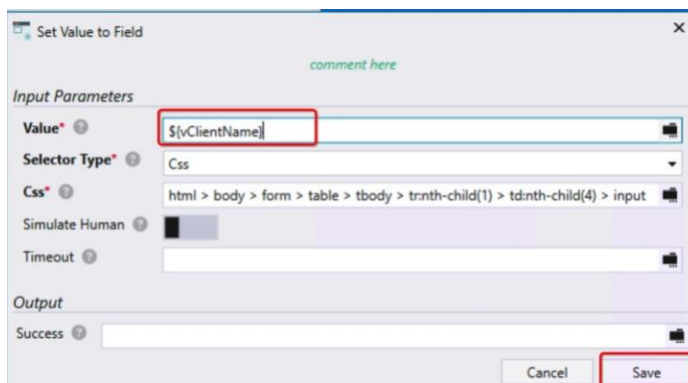 Set Value to Field
comment here
Input Parameters
Value*
${vClientName}
Selector Type*
Css
Css*
html > body > form > table > tbody > tr:nth-child(1) > td:nth-child(4) > input
Simulate Human
Timeout
Output
Success
Cancel
Save